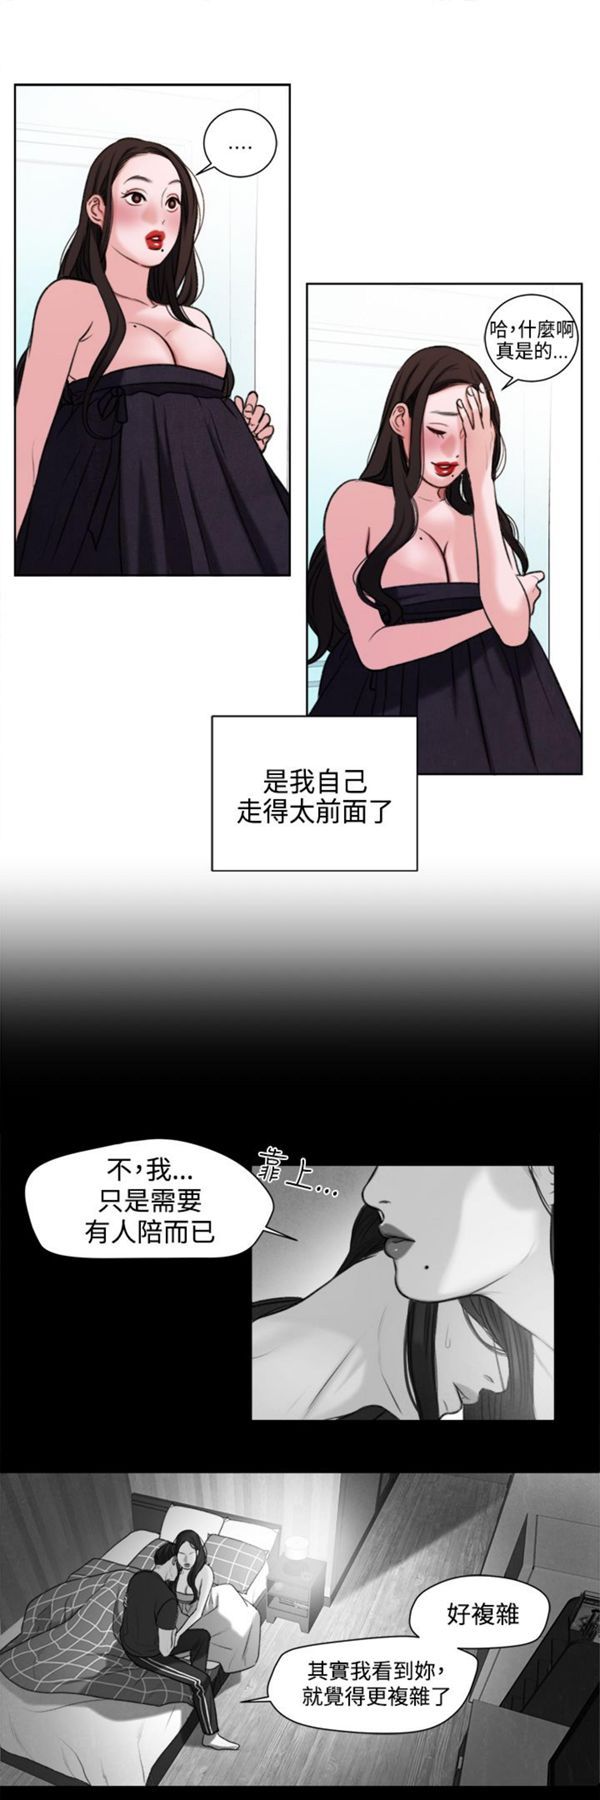 ....
哈，什麼啊
真是的...
是我自己
走得太前面了
不，我...
只是需要
有人陪而已
靠上...
好複雜
其實我看到妳，
就覺得更複雜了